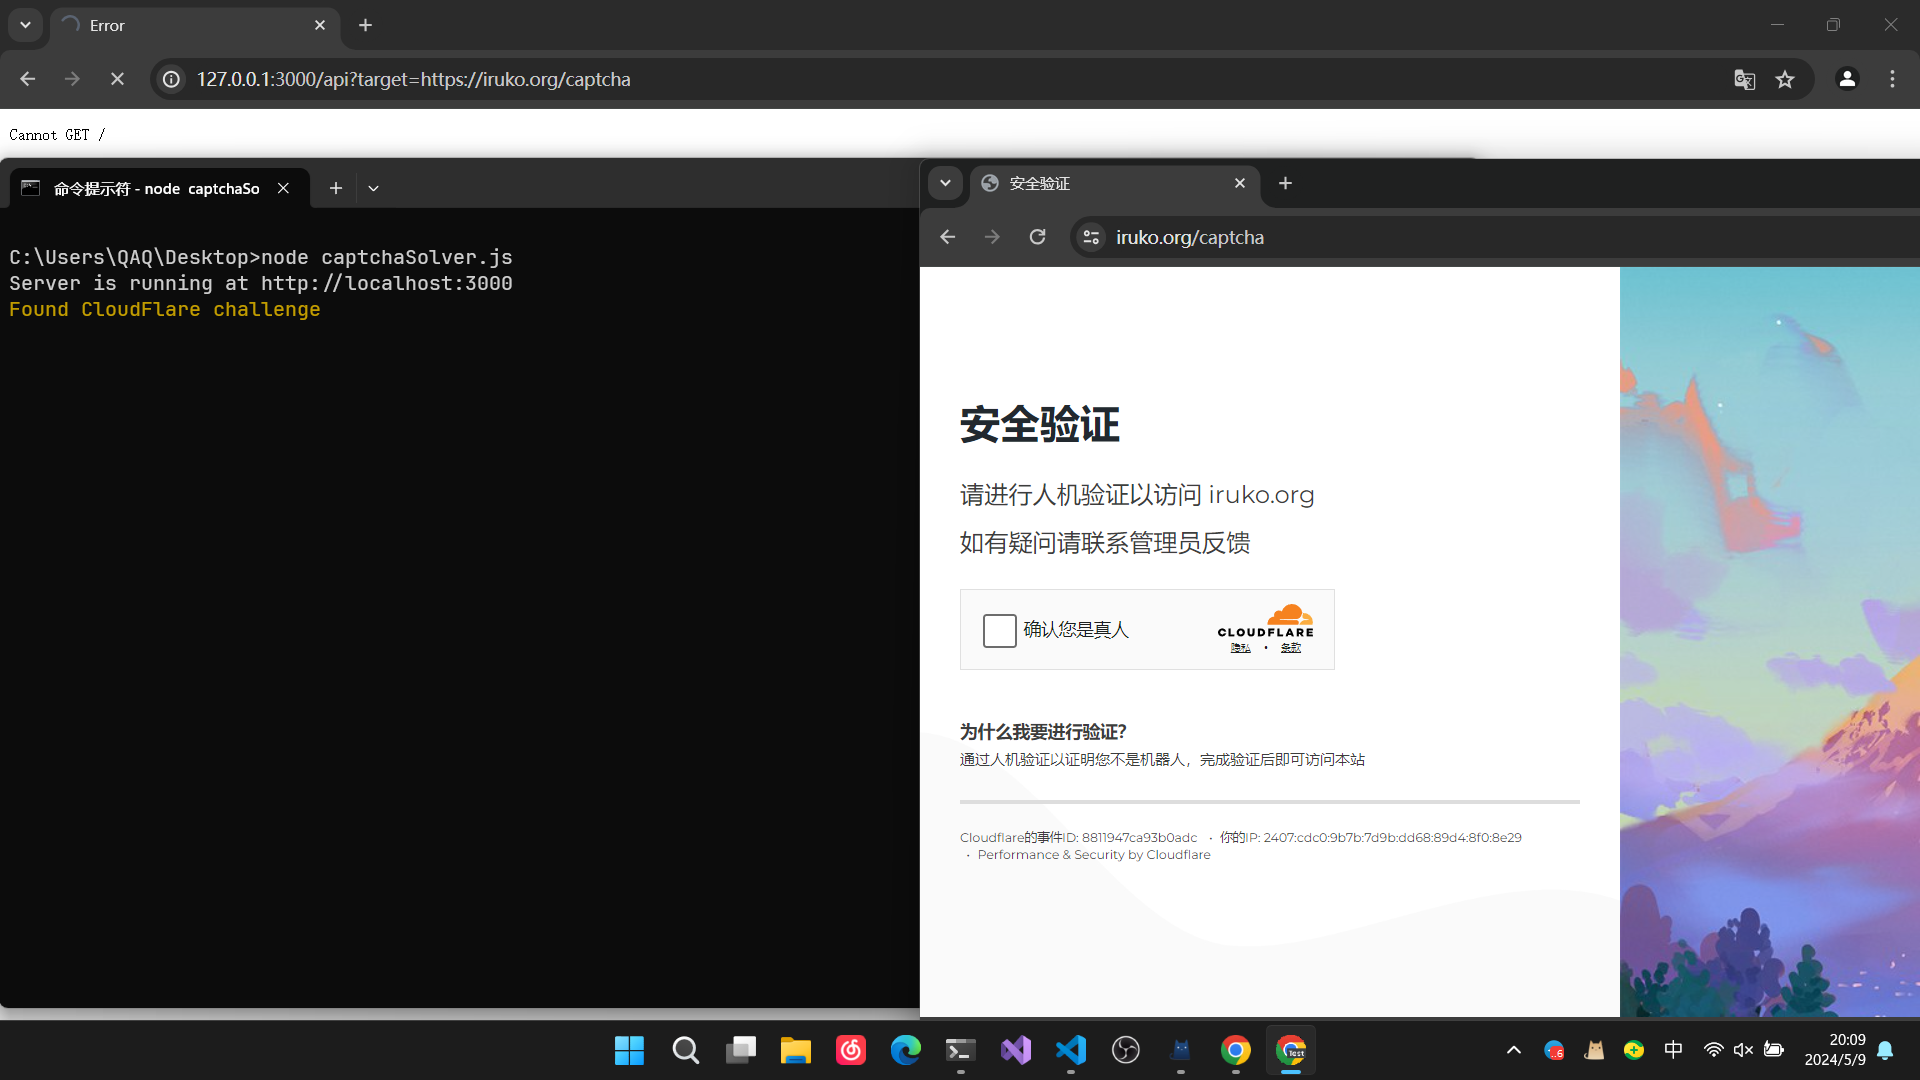 Error
127.0.0.1:3000/api?target=https://iruko.org/captcha
Cannot GET /
命令提示符 - node captchaSo
C:\Users\QAQ\Desktop>node captchaSolver.js
Server is running at http://localhost:3000
Found CloudFlare challenge
安全验证
iruko.org/captcha
安全验证
请进行人机验证以访问 iruko.org
如有疑问请联系管理员反馈
确认您是真人
CLOUDFLARE
隐私 • 条款
为什么我要进行验证?
通过人机验证以证明您不是机器人，完成验证后即可访问本站
Cloudflare的事件ID: 8811947ca93b0adc • 你的IP: 2407:cdc0:9b7b:7d9b:dd68:89d4:8f0:8e29
• Performance & Security by Cloudflare
Test
中
20:09
2024/5/9